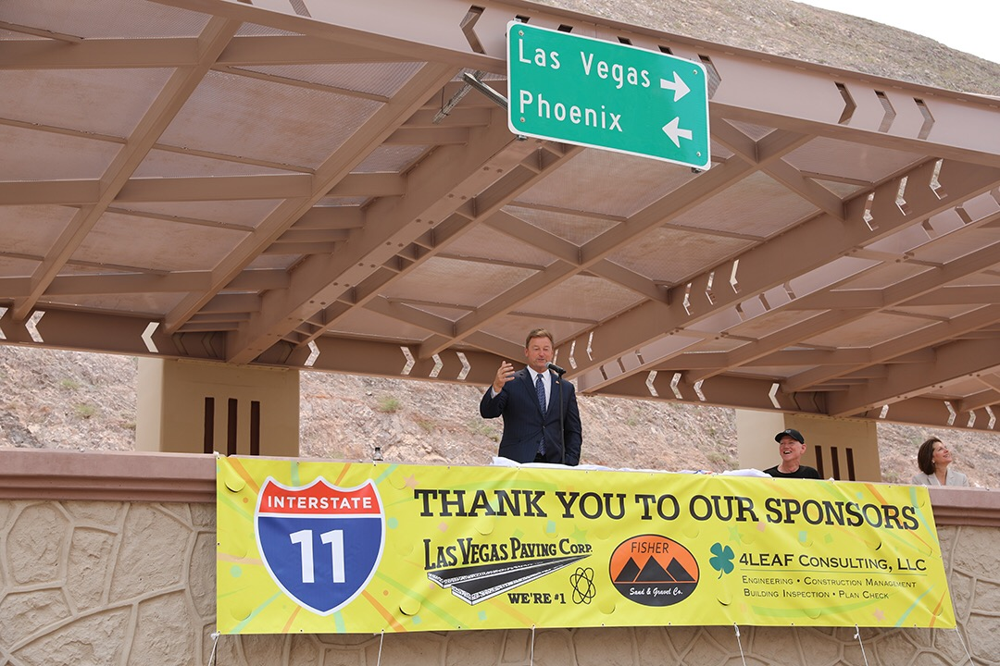 Las Vegas →
Phoenix ←
INTERSTATE
11
THANK YOU TO OUR SPONSORS
LAS VEGAS PAVING CORP.
WE'RE #1
FISHER
Sand & Gravel Co.
4LEAF CONSULTING, LLC
ENGINEERING • CONSTRUCTION MANAGEMENT
BUILDING INSPECTION • PLAN CHECK